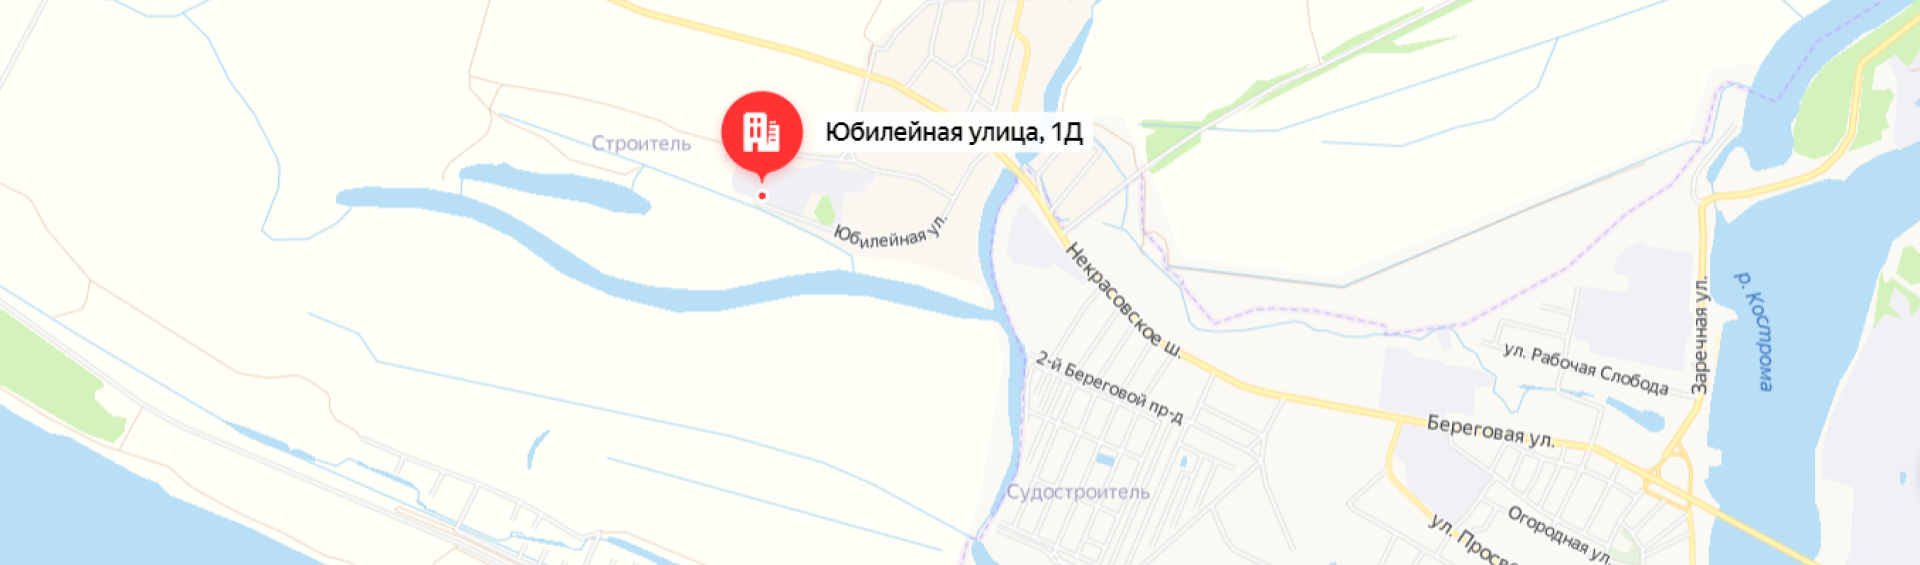 Юбилейная улица, 1Д
Строитель
Юбилейная ул.
Некрасовское ш.
р. Кострома
Заречная ул.
ул. Рабочая Слобода
2-й Береговой пр-д
Береговая ул.
Судостроитель
Огородная ул.
ул. Просве